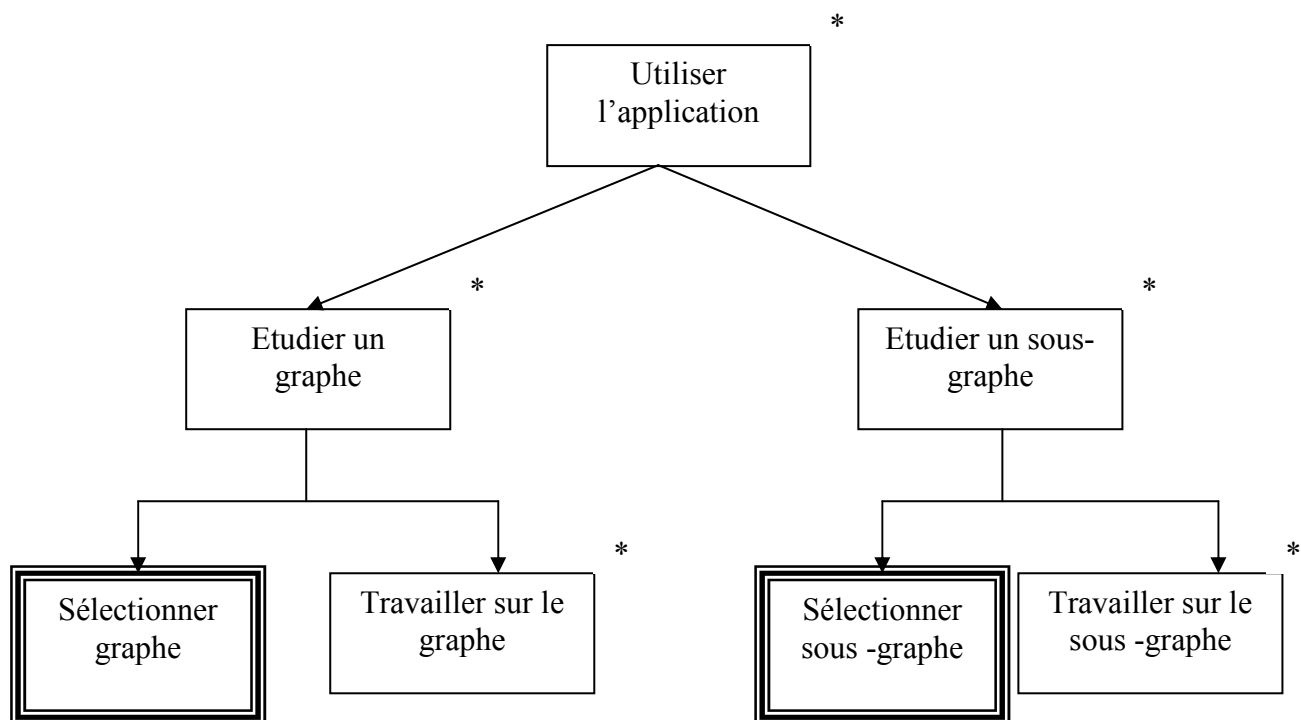 *
Utiliser
l’application
*
Etudier un
graphe
*
Etudier un sous-
graphe
Sélectionner
graphe
*
Travailler sur le
graphe
Sélectionner
sous -graphe
*
Travailler sur le
sous -graphe